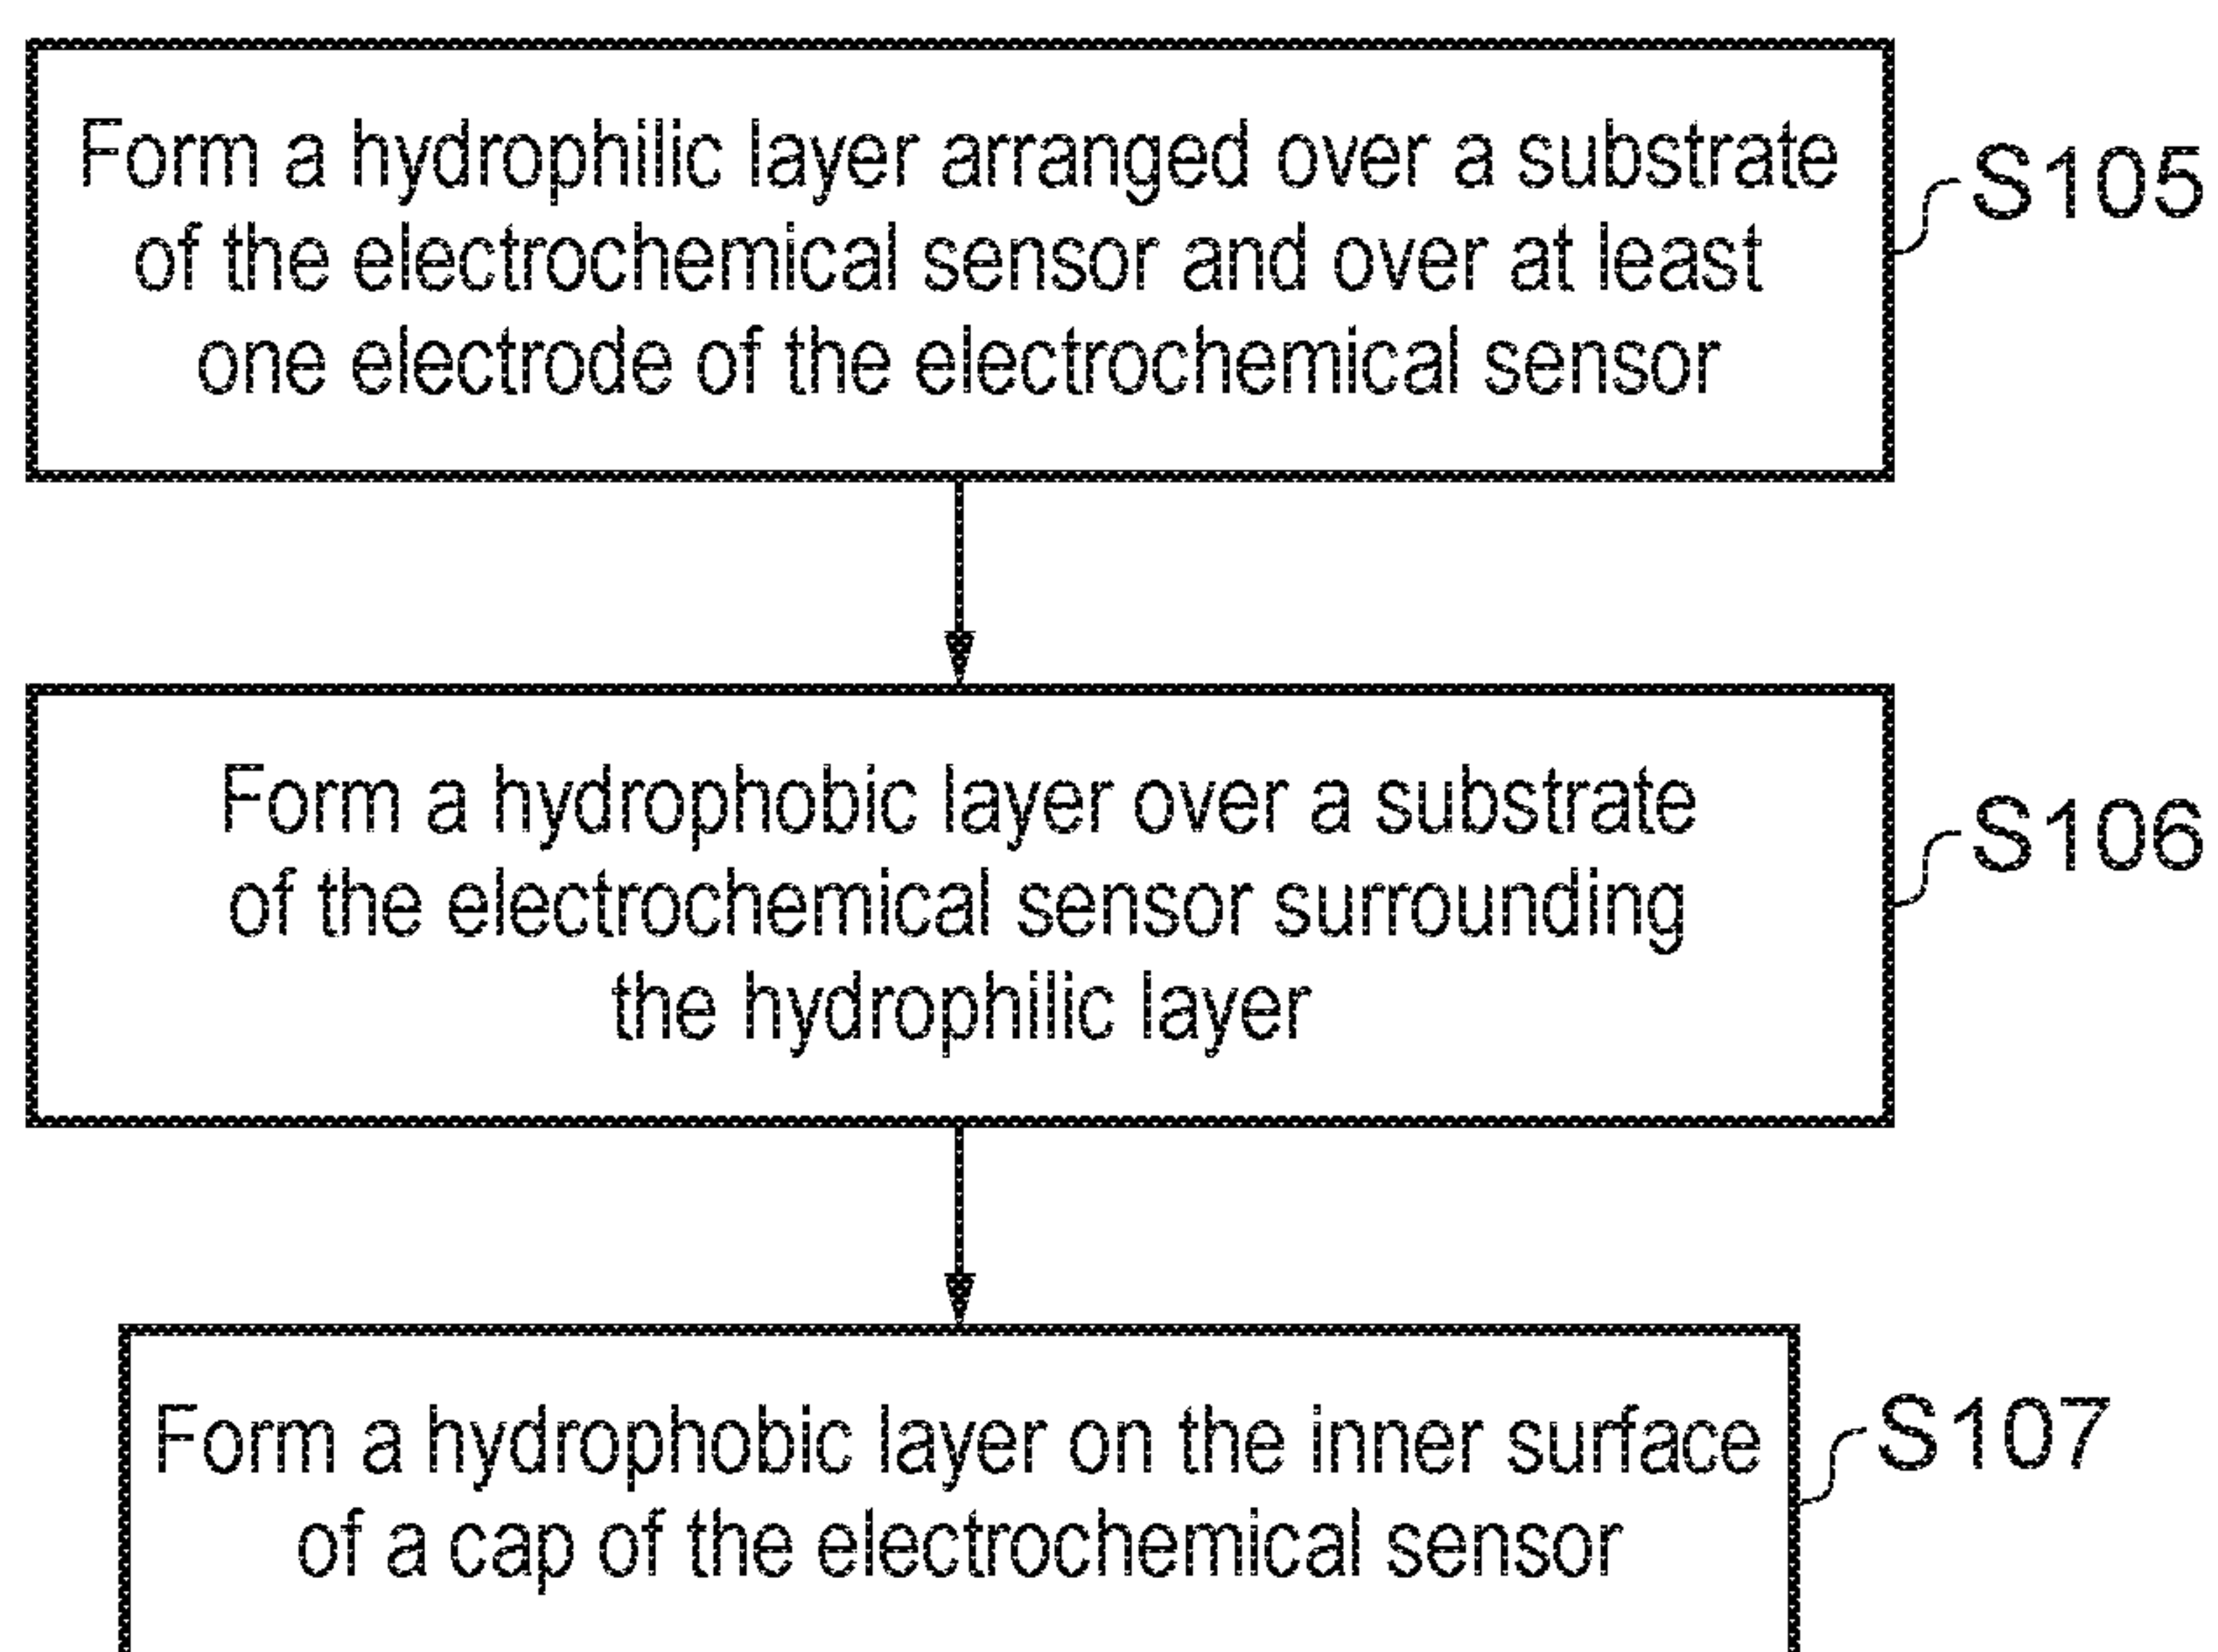 Form a hydrophilic layer arranged over a substrate
of the electrochemical sensor and over at least
one electrode of the electrochemical sensor
S105
Form a hydrophobic layer over a substrate
of the electrochemical sensor surrounding
the hydrophilic layer
S106
Form a hydrophobic layer on the inner surface
of a cap of the electrochemical sensor
S107